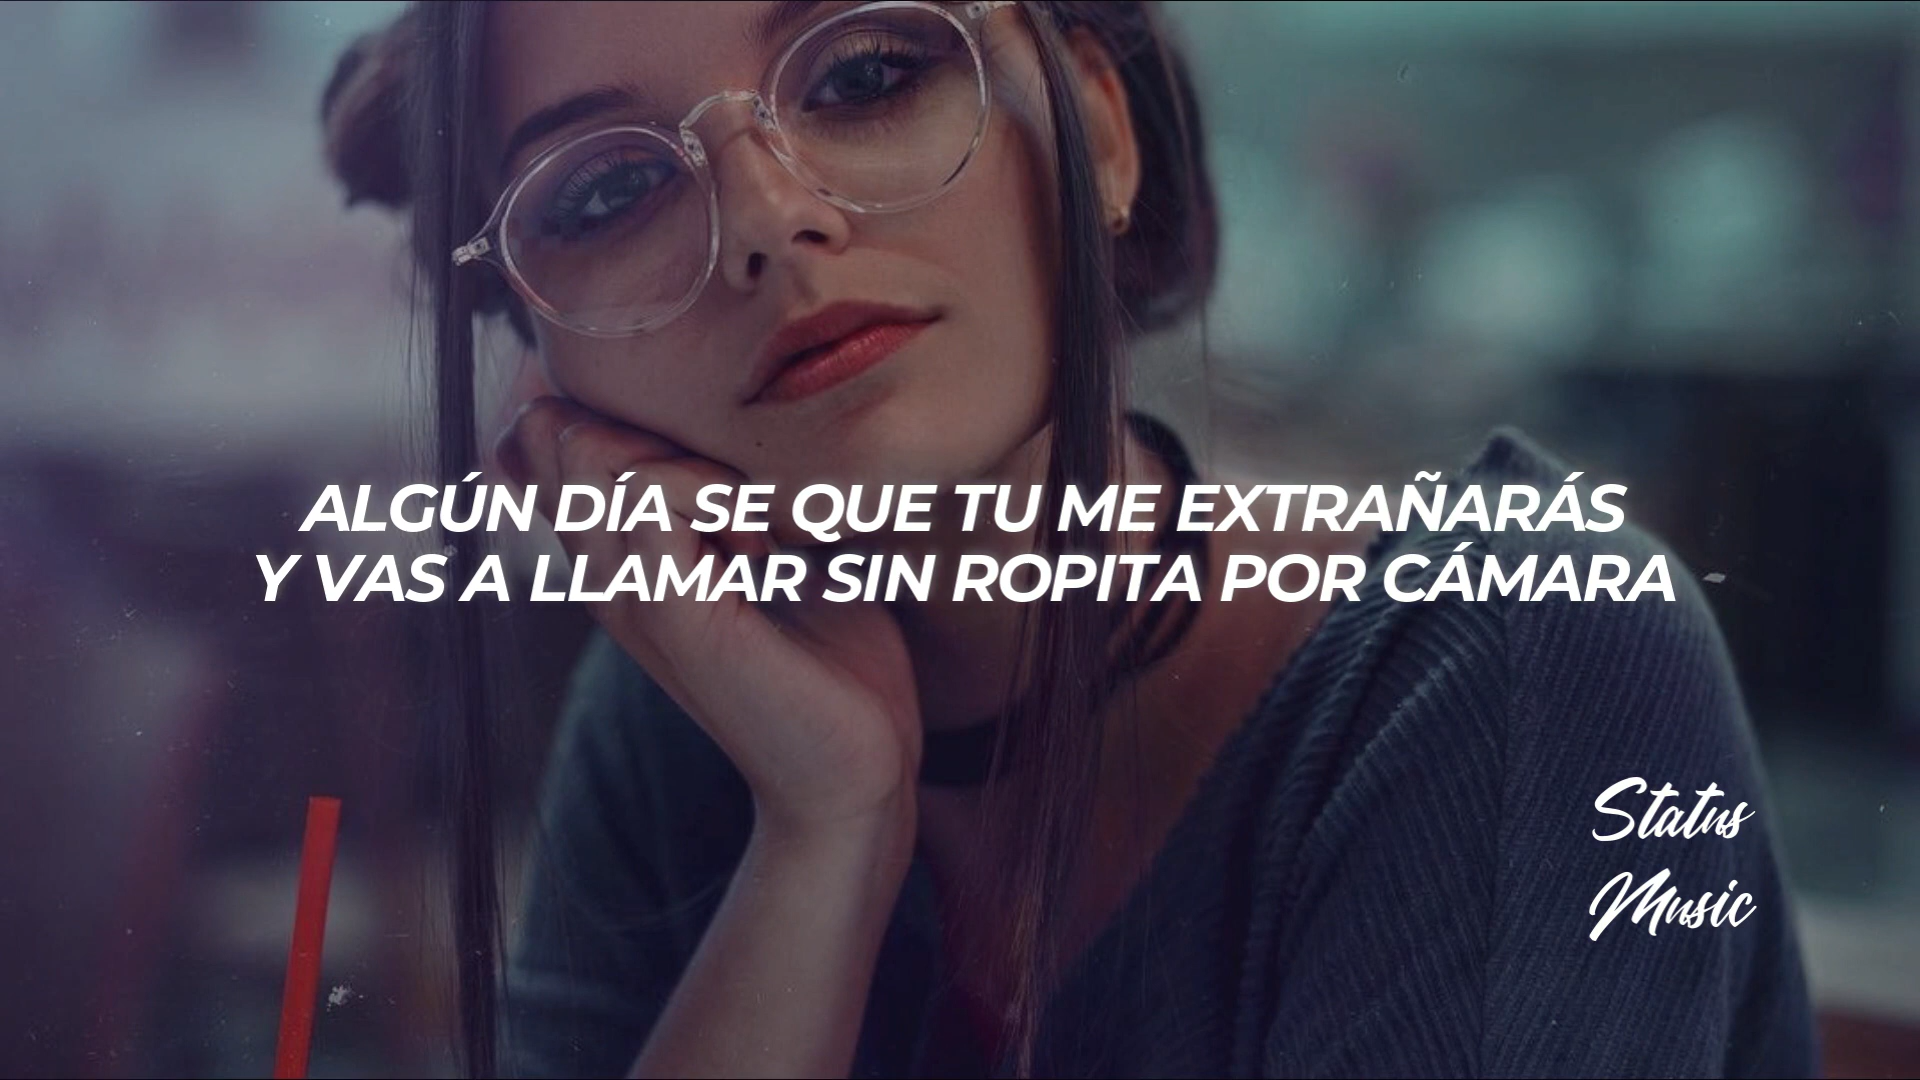 ALGÚN DÍA SE QUE TU ME EXTRAÑARÁS
Y VAS A LLAMAR SIN ROPITA POR CÁMARA
Status
Music